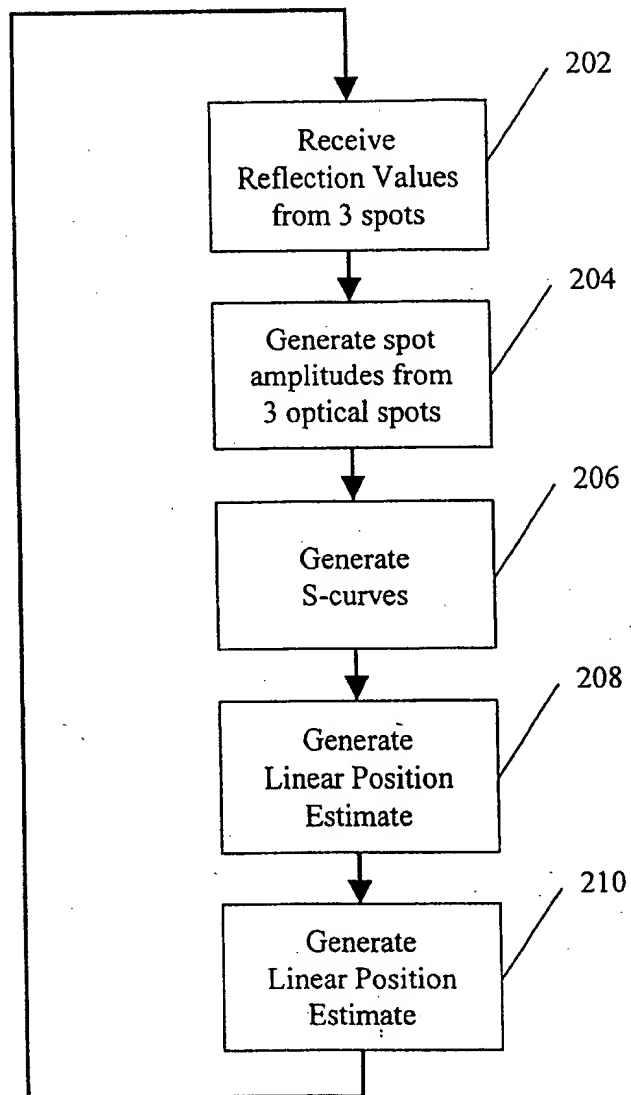 202
Receive
Reflection Values
from 3 spots
204
Generate spot
amplitudes from
3 optical spots
206
Generate
S-curves
208
Generate
Linear Position
Estimate
210
Generate
Linear Position
Estimate